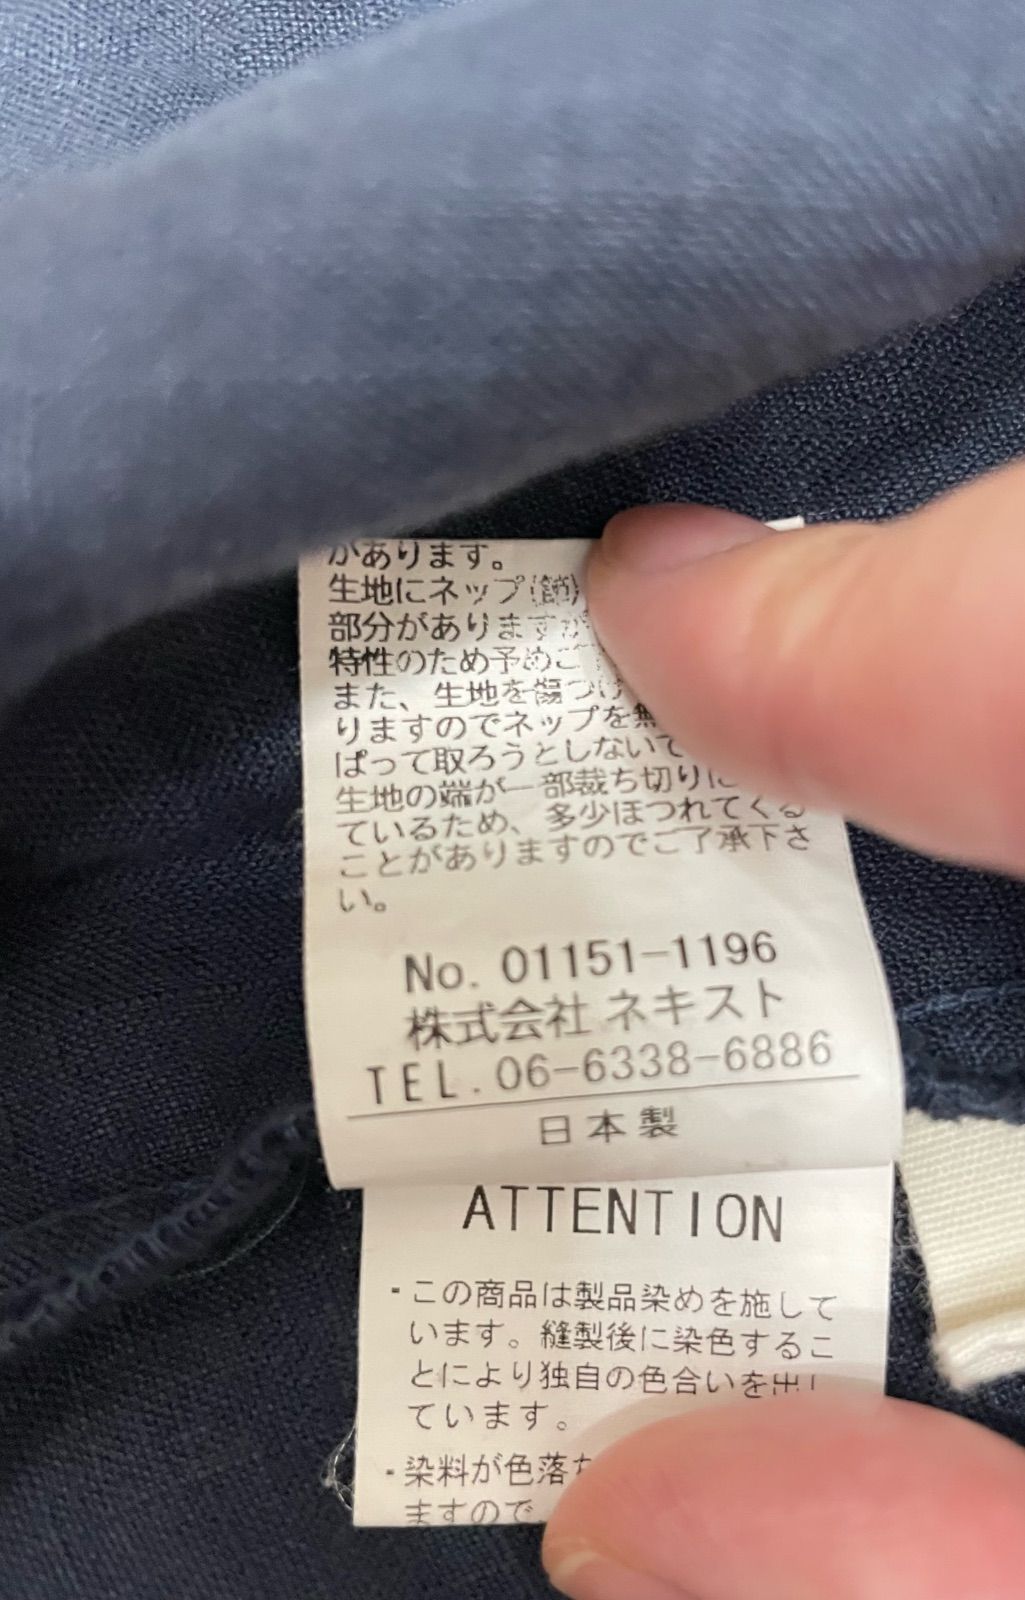 があります。
生地にネップ(節)
部分がありますが
特性のため予めご
また、生地を傷つけ
りますのでネップを無
ぱって取ろうとしないで
生地の端が一部裁ち切りに
ているため、多少ほつれてくる
ことがありますのでご了承下さ
い。
No. 01151-1196
株式会社 ネキスト
TEL.06-6338-6886
日本製
ATTENTION
・この商品は製品染めを施して
います。縫製後に染色するこ
とにより独自の色合いを出し
ています。
・染料が色落ち
ますので